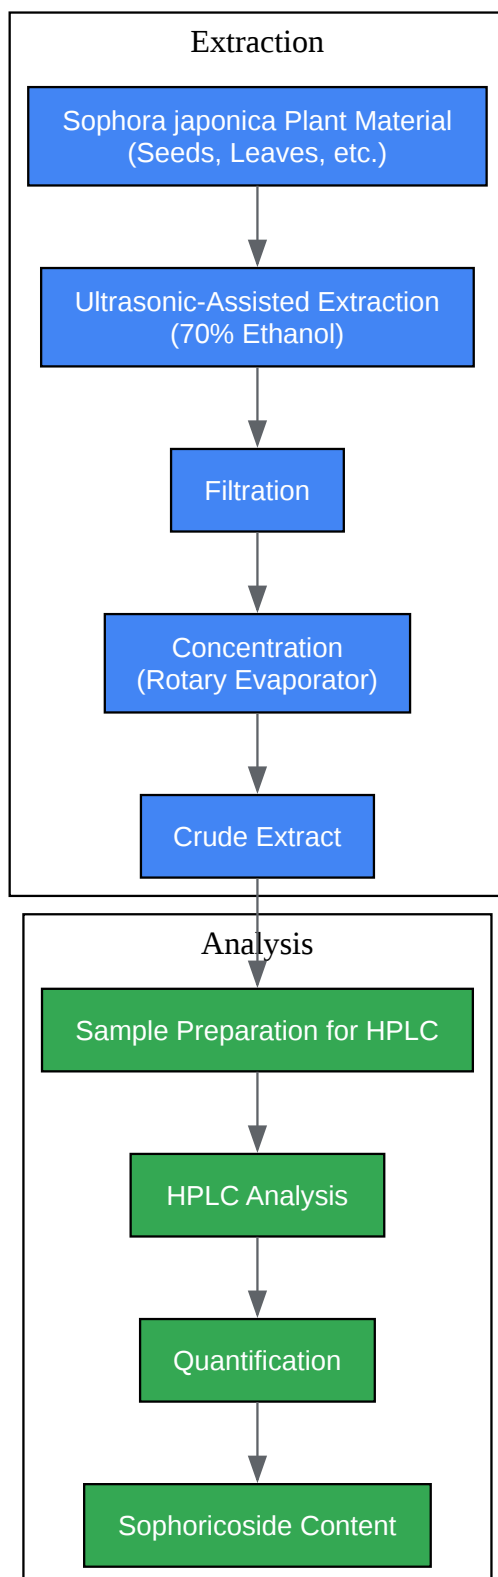 Extraction
Sophora japonica Plant Material
(Seeds, Leaves, etc.)
Ultrasonic-Assisted Extraction
(70% Ethanol)
Filtration
Concentration
(Rotary Evaporator)
Crude Extract
Analysis
Sample Preparation for HPLC
HPLC Analysis
Quantification
Sophoricoside Content